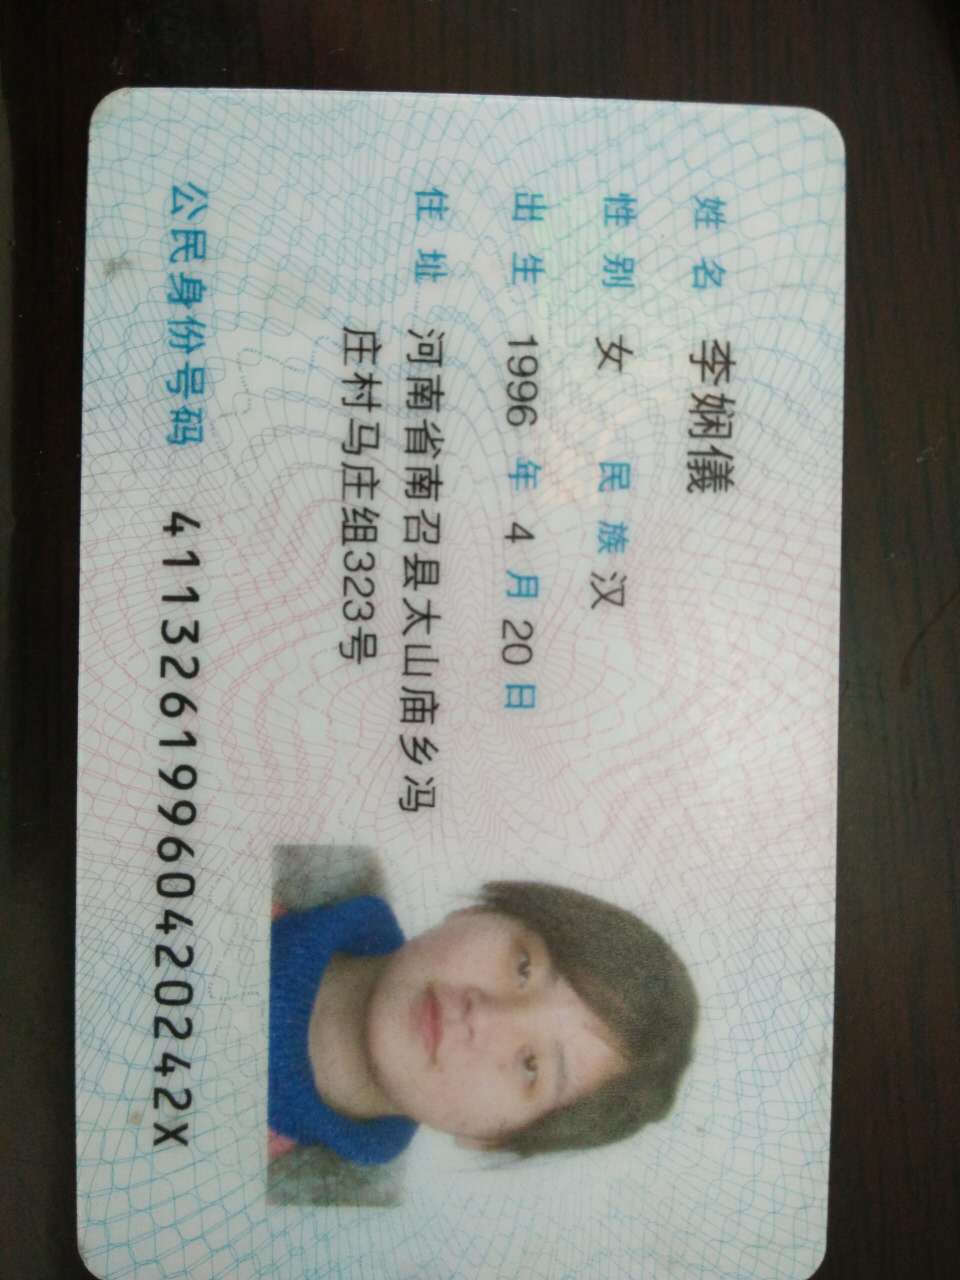 姓名 李娴儀
性别 女 民族 汉
出生 1996 年 4 月 20 日
住址 河南省南召县太山庙乡冯
庄村马庄组323号
公民身份号码 41132619960420242X